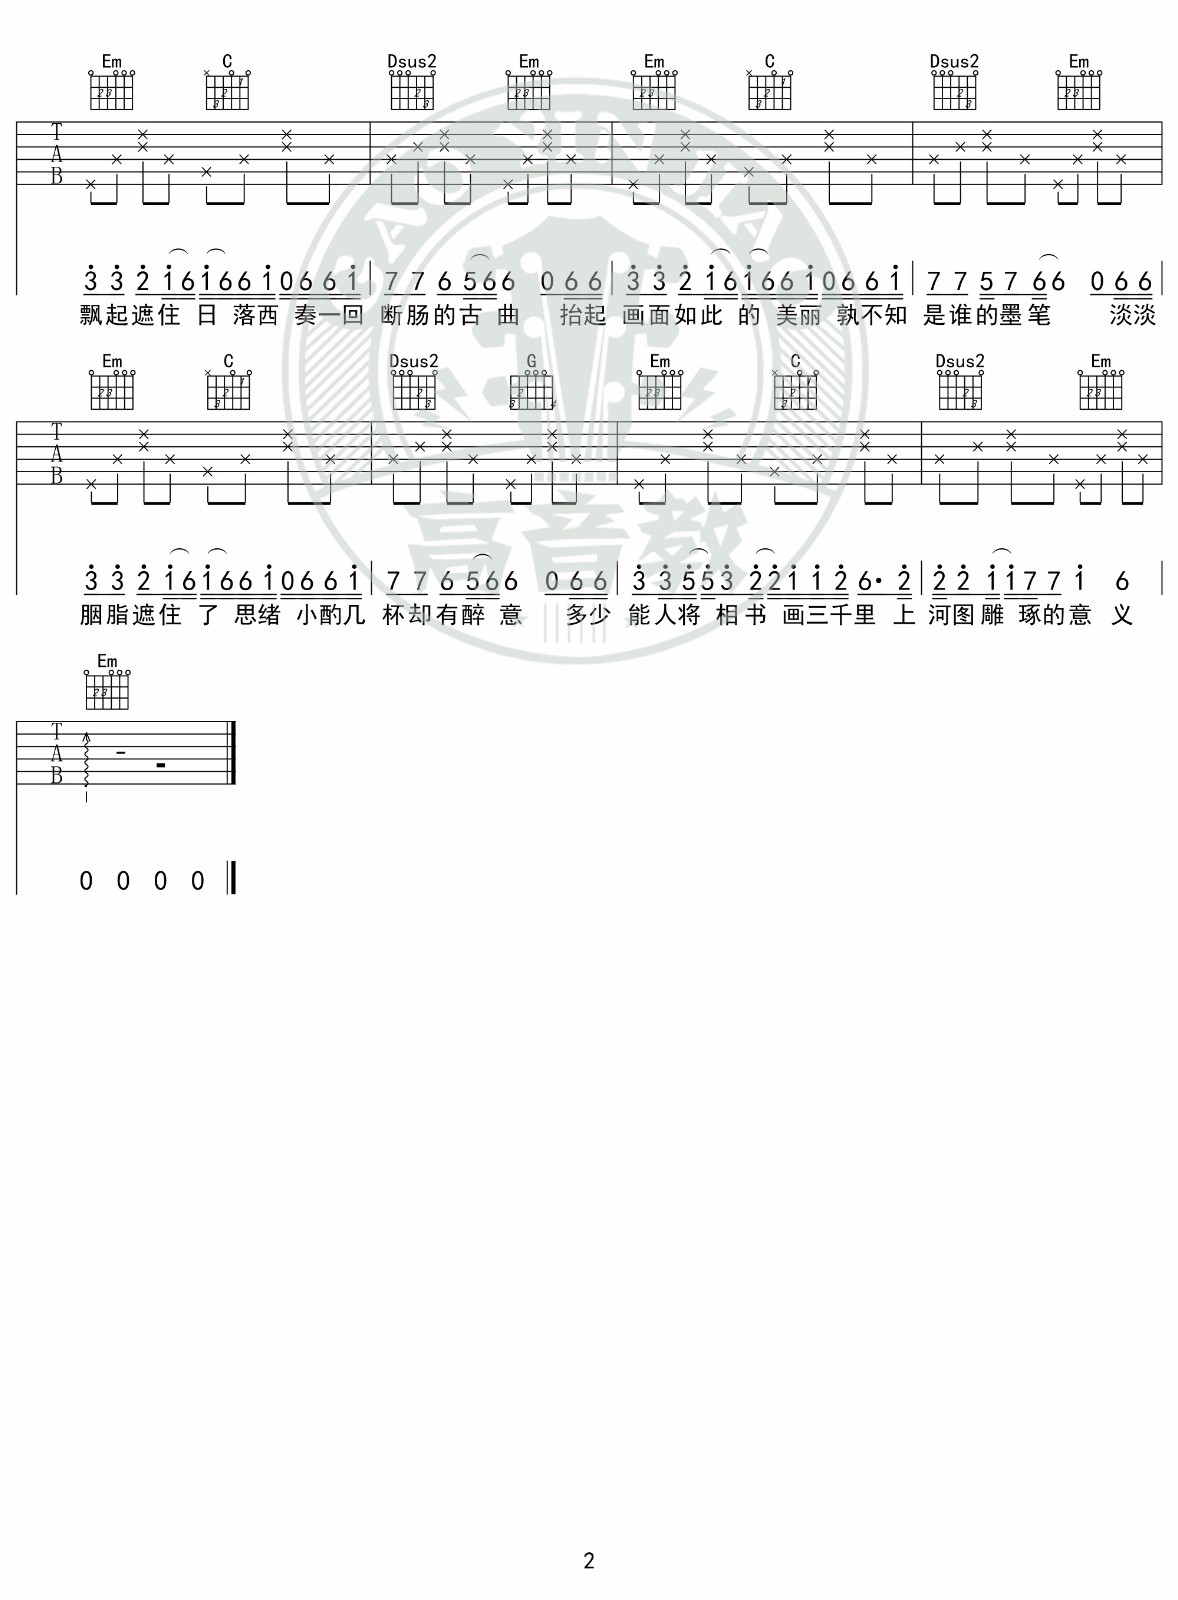 Em C Dsus2 Em Em C Dsus2 Em
T
A
B
3 3 2 1 6 1 6 6 1 0 6 6 1 7 7 6 5 6 6 0 6 6 3 3 2 1 6 1 6 6 1 0 6 6 1 7 7 5 7 6 6 0 6 6
飘起遮住 日 落西 奏一回 断肠的古 曲 抬起 画面如此 的 美丽 孰不知 是谁的墨笔 淡淡
Em C Dsus2 G Em C Dsus2 Em
T
A
B
3 3 2 1 6 1 6 6 1 0 6 6 1 7 7 6 5 6 6 0 6 6 3 3 5 5 3 2 2 1 1 2 6· 2 2 2 1 1 7 7 1 6
胭脂遮住 了 思绪 小酌几 杯却有醉 意 多少 能人将 相书 画三千里 上 河图雕 琢的意 义
Em
T
A
B
0 0 0 0
GAO YIN JIAO
高音教
2